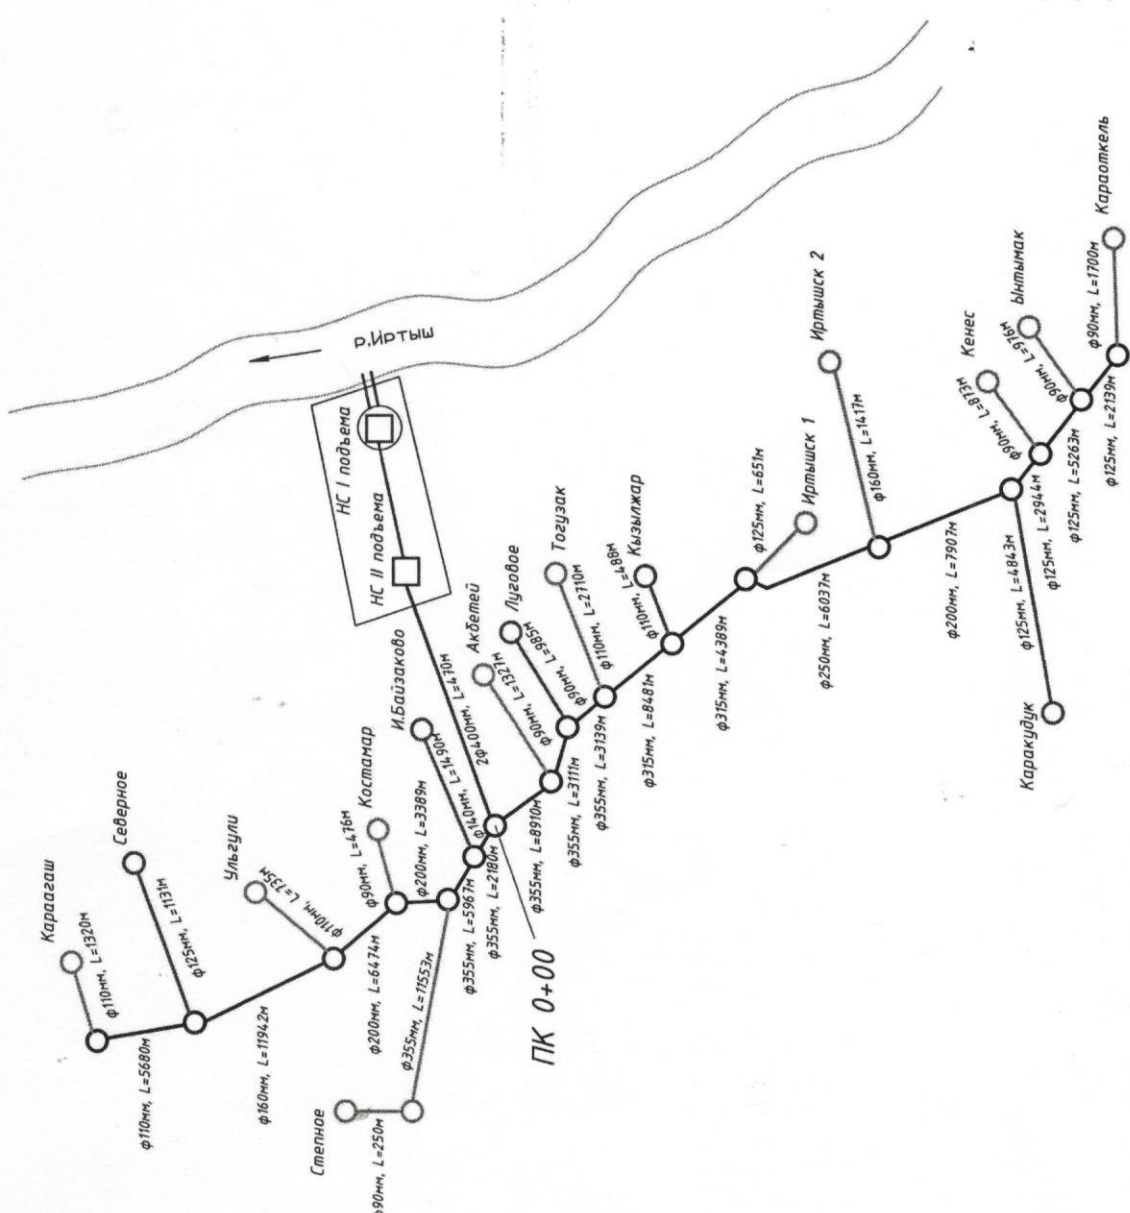 р.Иртыш
НС I подъема
НС II подъема
2ф400мм, L=470м
ПК 0+00
Караагаш
ф110мм, L=1320м
ф110мм, L=5680м
Северное
ф125мм, L=1131м
ф160мм, L=11942м
Ульгули
ф110мм, L=735м
ф200мм, L=6474м
Костамар
ф90мм, L=476м
ф200мм, L=3389м
Степное
ф90мм, L=250м
ф355мм, L=11553м
ф355мм, L=5967м
И.Байзаково
ф140мм, L=1490м
ф355мм, L=2180м
ф355мм, L=8910м
Акбетей
ф90мм, L=1327м
ф355мм, L=3111м
Луговое
ф90мм, L=985м
ф355мм, L=3139м
Тогузак
ф110мм, L=2710м
ф315мм, L=8481м
Кызылжар
ф110мм, L=488м
ф315мм, L=4389м
ф125мм, L=651м
Иртышск 1
ф250мм, L=6037м
Иртышск 2
ф160мм, L=1417м
ф200мм, L=7907м
Каракудук
ф125мм, L=4843м
ф125мм, L=2944м
Кенес
ф90мм, L=873м
ф125мм, L=5263м
Ынтымак
ф90мм, L=976м
ф125мм, L=2139м
Караоткель
ф90мм, L=1700м